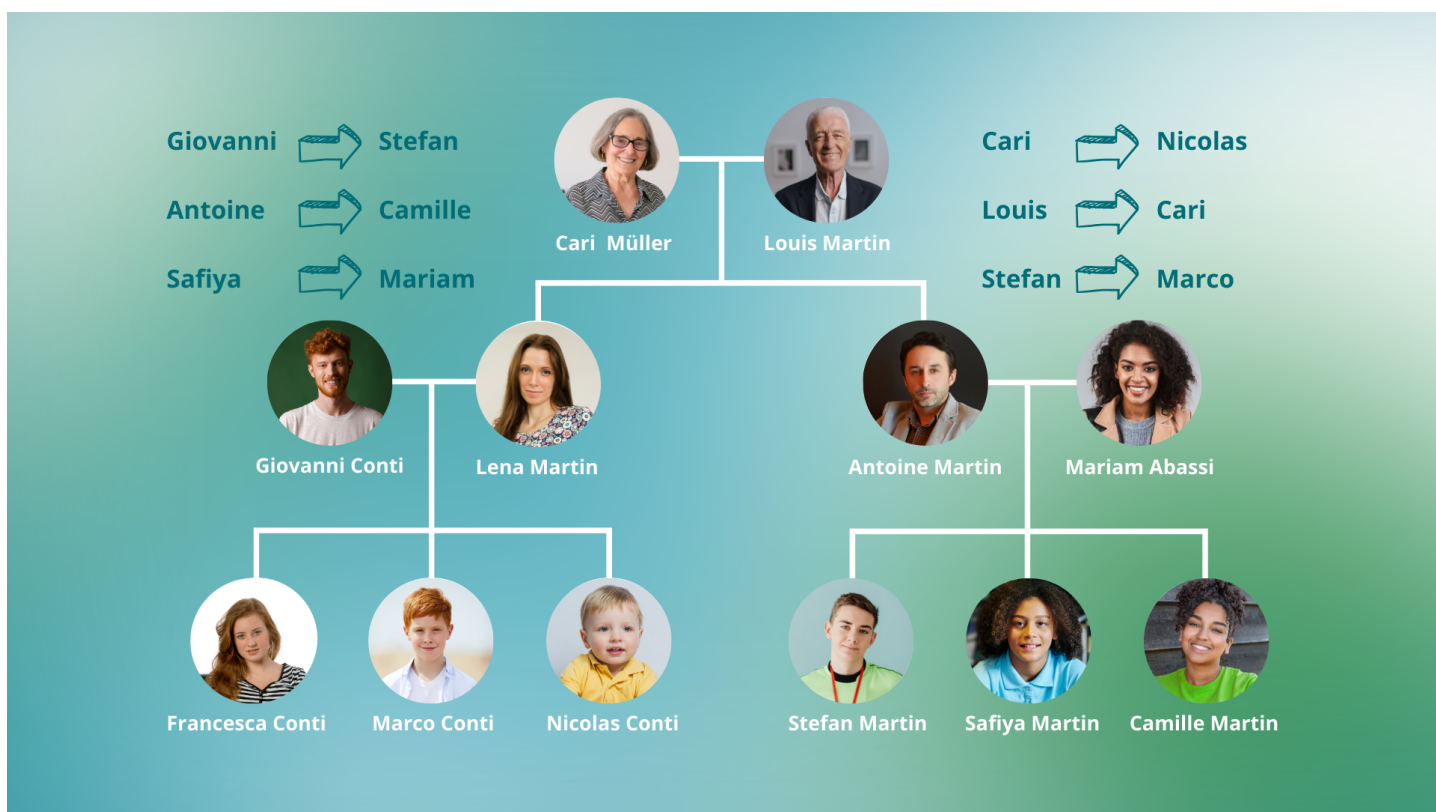 Giovanni Stefan
Antoine Camille
Safiya Mariam
Cari Nicolas
Louis Cari
Stefan Marco
Cari Müller
Louis Martin
Giovanni Conti
Lena Martin
Antoine Martin
Mariam Abassi
Francesca Conti
Marco Conti
Nicolas Conti
Stefan Martin
Safiya Martin
Camille Martin